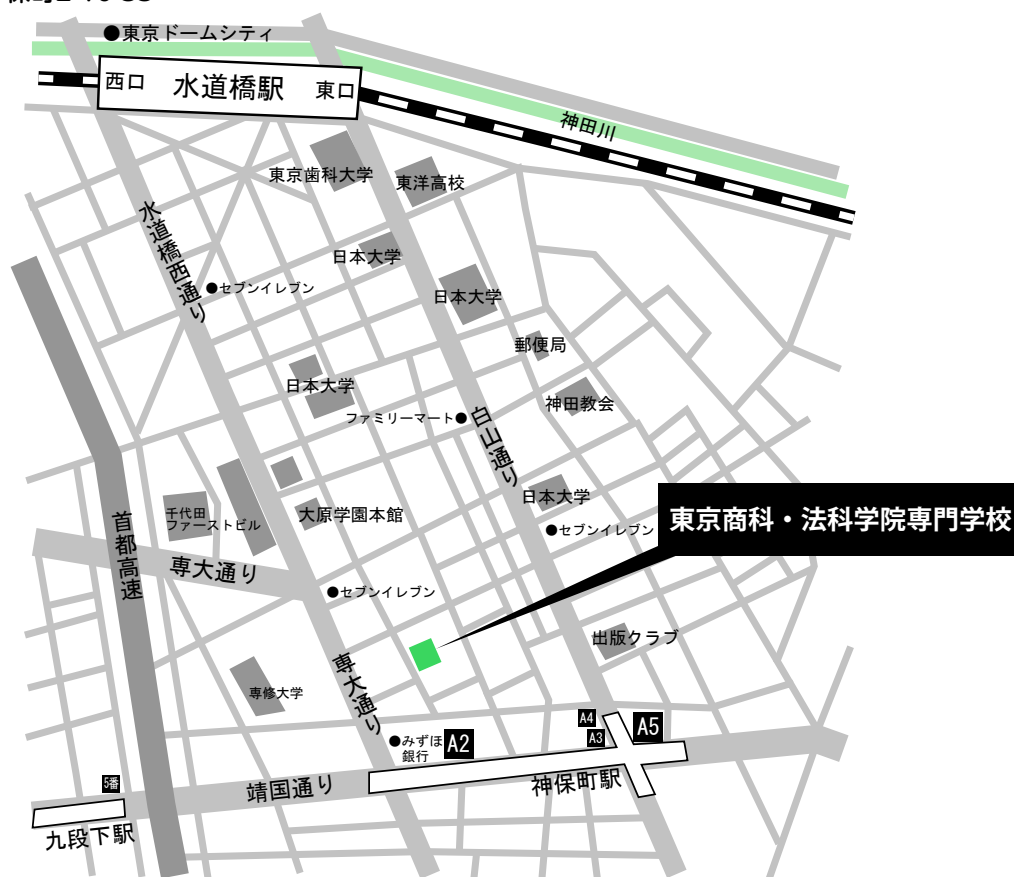 ●東京ドームシティ
西口 水道橋駅 東口
神田川
東京歯科大学
東洋高校
水道橋西通り
日本大学
●セブンイレブン
日本大学
郵便局
日本大学
神田教会
ファミリーマート●
白山通り
日本大学
千代田
ファーストビル
大原学園本館
●セブンイレブン
東京商科・法科学院専門学校
首都高速
専大通り
●セブンイレブン
出版クラブ
専大通り
専修大学
A4
A3
A5
●みずほ
銀行
A2
5番
靖国通り
神保町駅
九段下駅